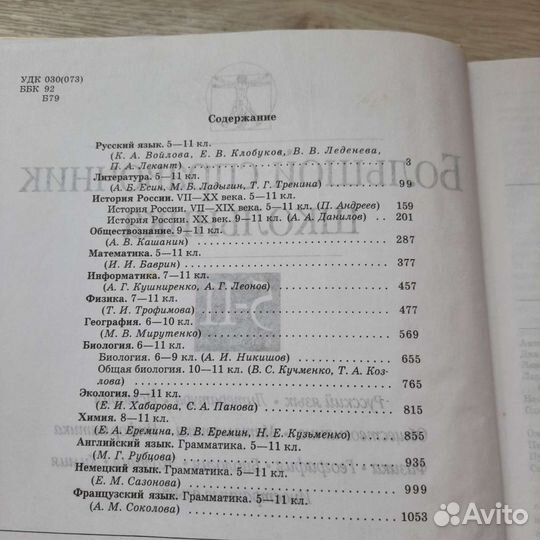 УДК 030(073)
ББК 92
Б79
Содержание
Русский язык. 5—11 кл.
(К. А. Войлова, Е. В. Клобуков, В. В. Леденева,
П. А. Лекант) 3
Литература. 5—11 кл.
(А. Б. Есин, М. Б. Ладыгин, Т. Г. Тренина) 99
История России. VII—XX века. 5—11 кл.
История России. VII—XIX века. 5—11 кл. (П. Андреев) 159
История России. XX век. 9—11 кл. (А. А. Данилов) 201
Обществознание. 9—11 кл.
(А. В. Кашанин) 287
Математика. 5—11 кл.
(И. И. Баврин) 377
Информатика. 7—11 кл.
(А. Г. Кушниренко, А. Г. Леонов) 457
Физика. 7—11 кл.
(Т. И. Трофимова) 477
География. 6—10 кл.
(М. В. Мирутенко) 569
Биология. 6—11 кл.
Биология. 6—9 кл. (А. И. Никишов) 655
Общая биология. 10—11 кл. (В. С. Кучменко, Т. А. Коз-
лова) 765
Экология. 9—11 кл.
(Е. И. Хабарова, С. А. Панова) 815
Химия. 8—11 кл.
(Е. А. Еремина, В. В. Еремин, Н. Е. Кузьменко) 855
Английский язык. Грамматика. 5—11 кл.
(М. Г. Рубцова) 935
Немецкий язык. Грамматика. 5—11 кл.
(Е. М. Сазонова) 999
Французский язык. Грамматика. 5—11 кл.
(А. М. Соколова) 1053
Avito